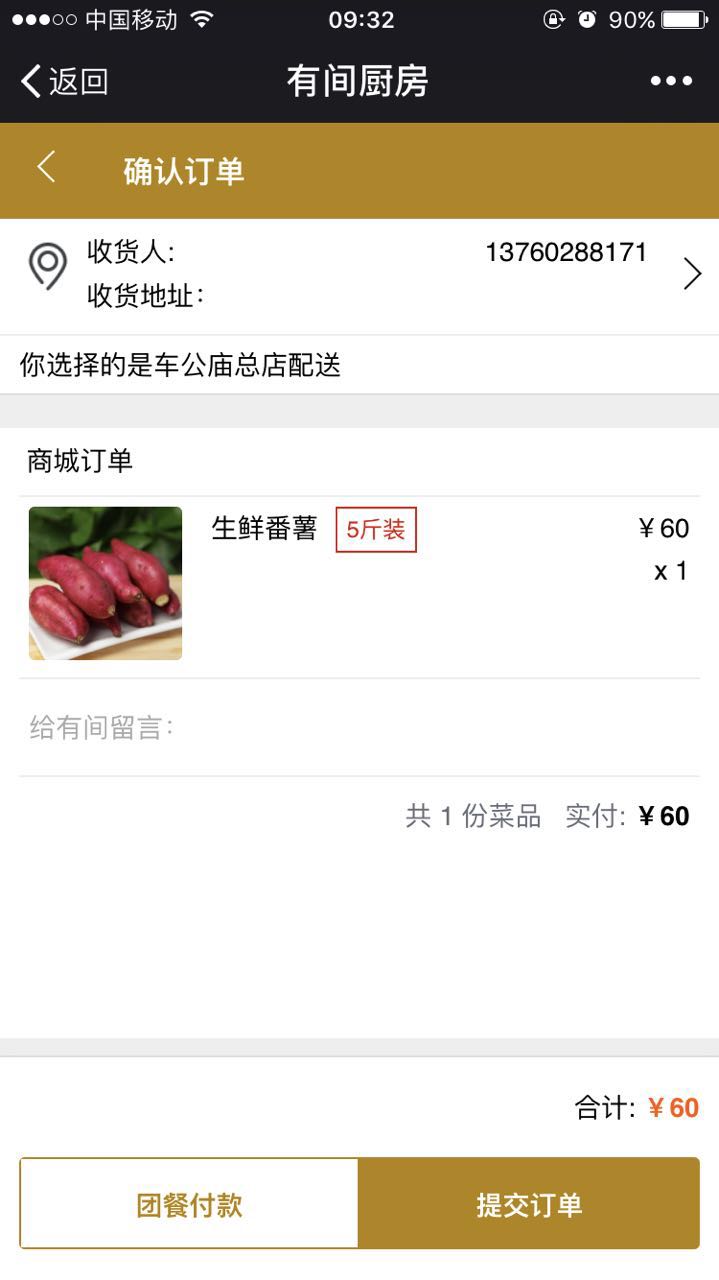 中国移动 09:32 90%
返回 有间厨房
确认订单
收货人: 13760288171
收货地址:
你选择的是车公庙总店配送
商城订单
生鲜番薯 5斤装 ¥60
x 1
给有间留言:
共 1 份菜品 实付: ¥60
合计: ¥60
团餐付款 提交订单